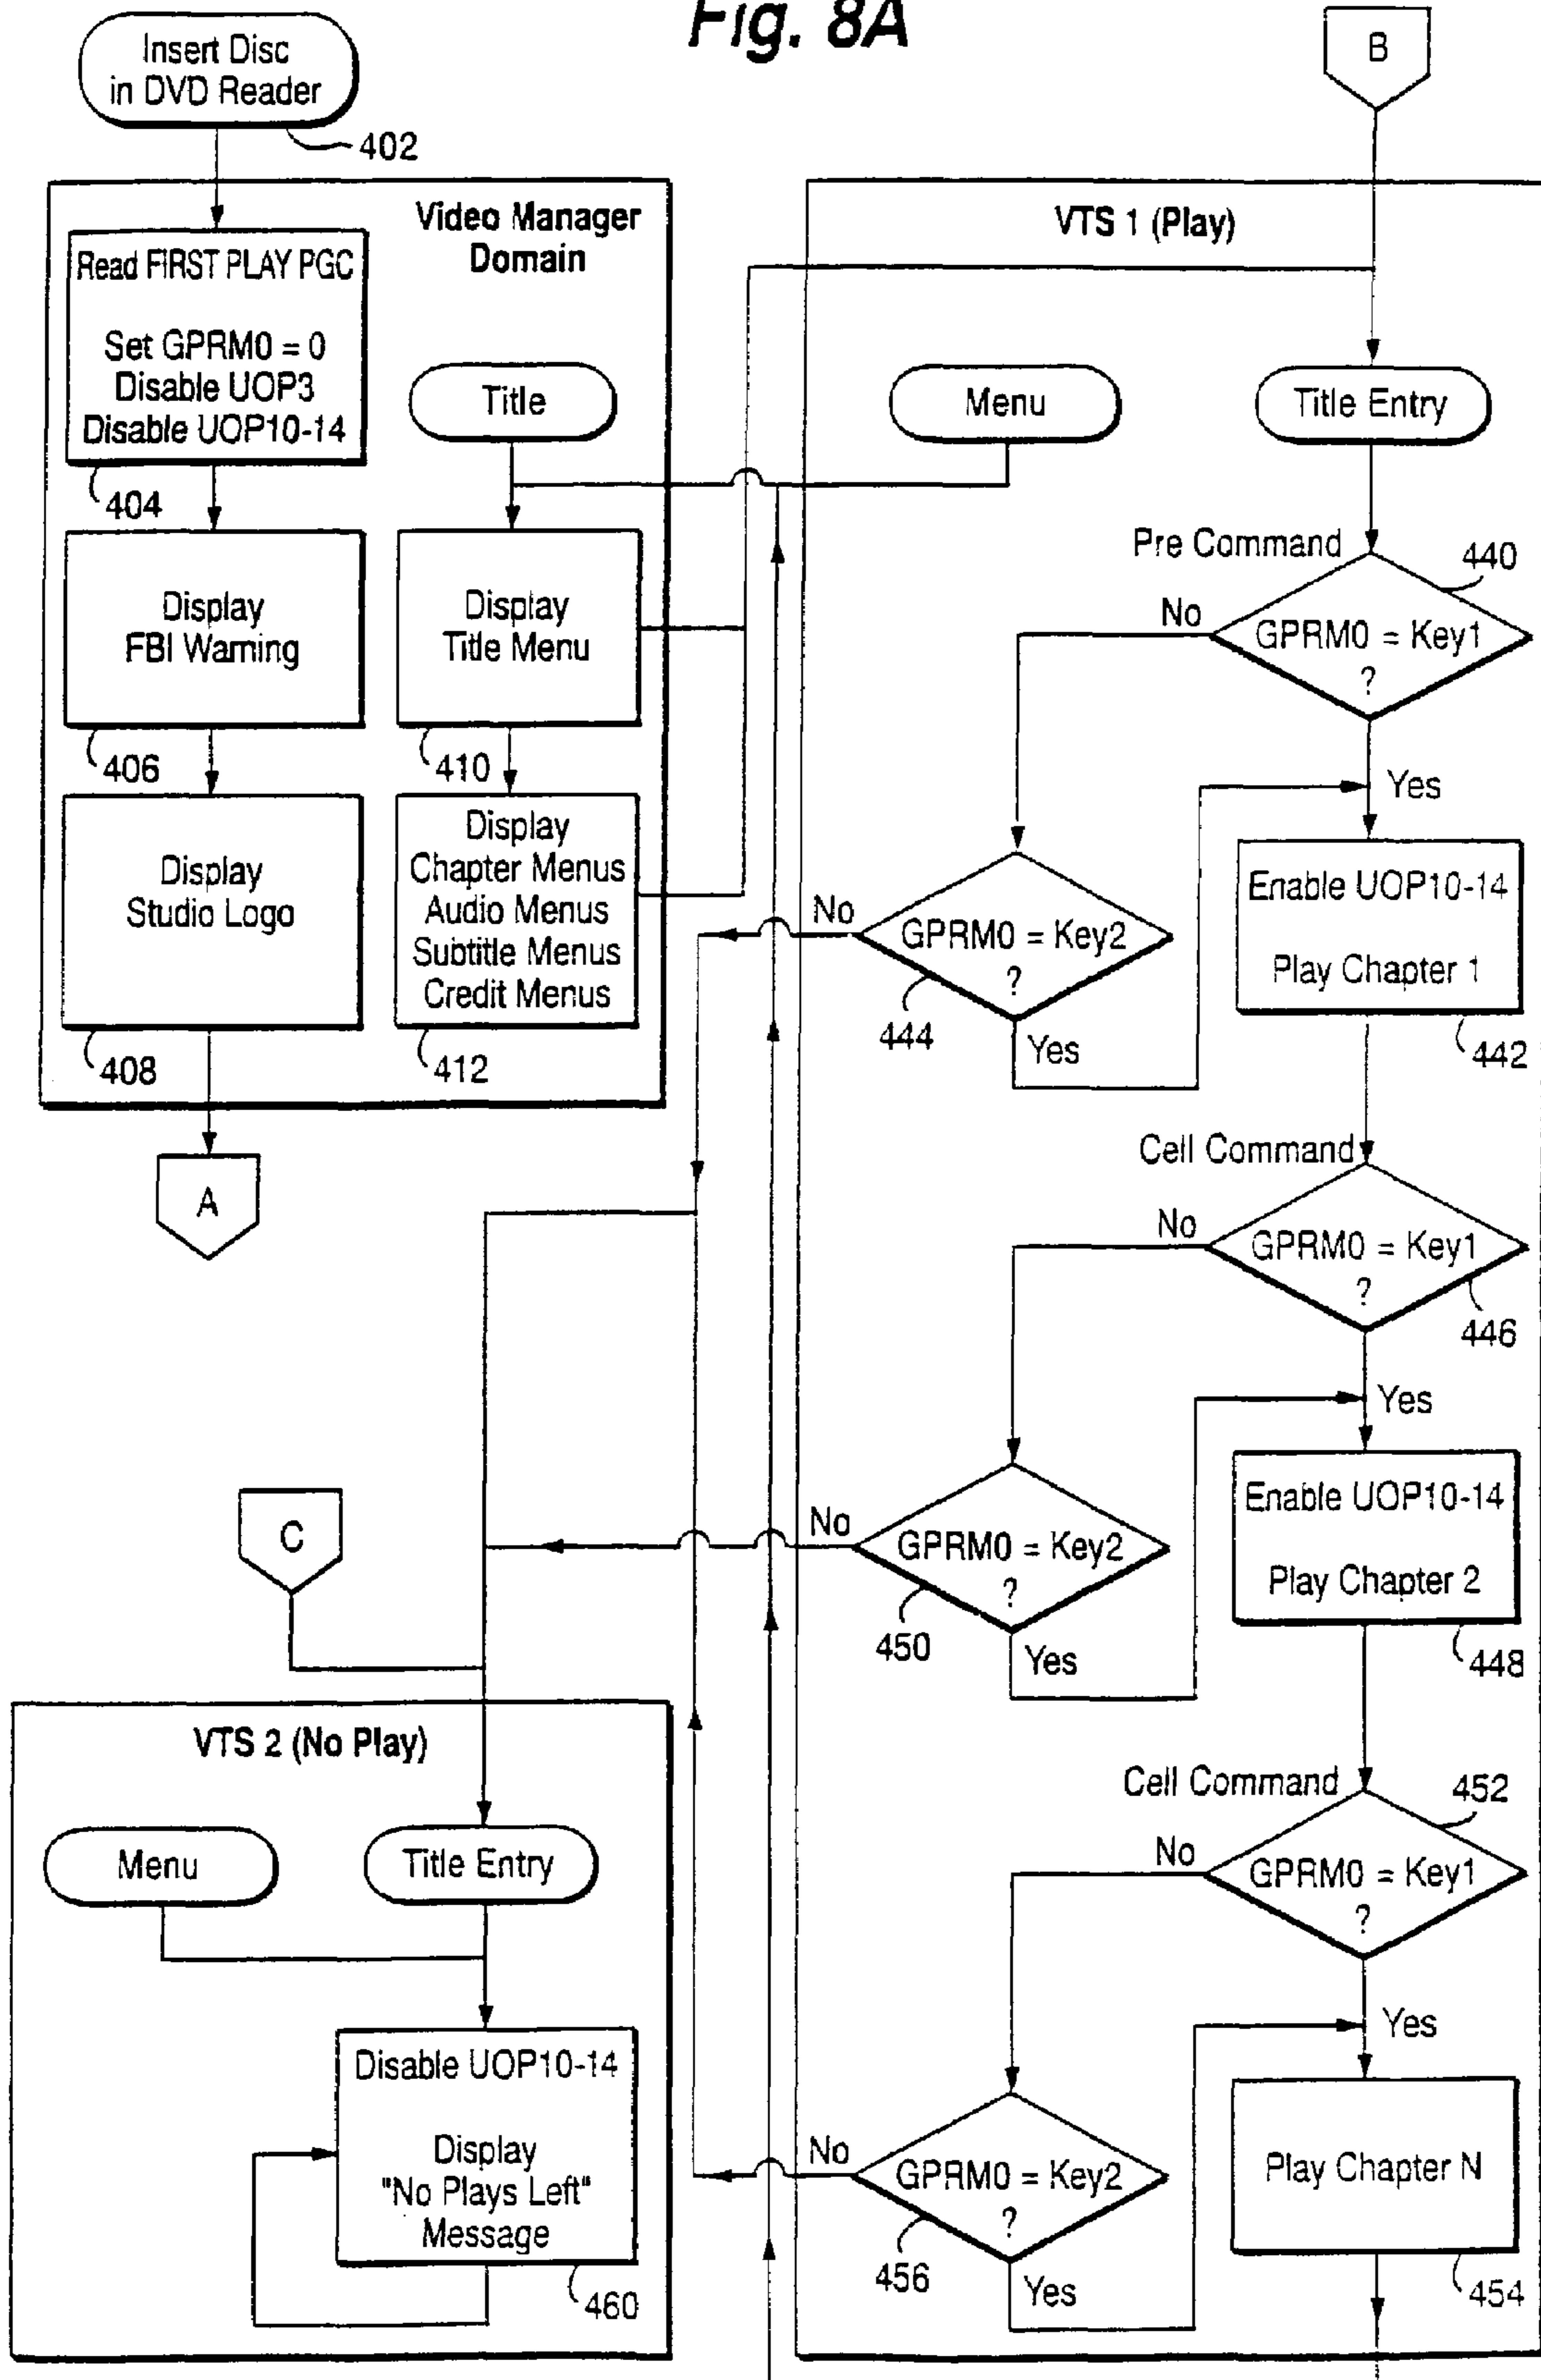 Fig. 8A
Insert Disc
in DVD Reader
402
B
Video Manager
Domain
Read FIRST PLAY PGC
Set GPRM0 = 0
Disable UOP3
Disable UOP10-14
404
Title
Display
FBI Warning
406
Display
Title Menu
410
Display
Studio Logo
408
Display
Chapter Menus
Audio Menus
Subtitle Menus
Credit Menus
412
A
VTS 1 (Play)
Menu
Title Entry
Pre Command
440
No
GPRM0 = Key1
?
Yes
Enable UOP10-14
Play Chapter 1
442
No
GPRM0 = Key2
?
444
Yes
Cell Command
No
GPRM0 = Key1
?
446
Yes
Enable UOP10-14
Play Chapter 2
448
No
GPRM0 = Key2
?
450
Yes
Cell Command
452
No
GPRM0 = Key1
?
Yes
Play Chapter N
454
No
GPRM0 = Key2
?
456
Yes
C
VTS 2 (No Play)
Menu
Title Entry
Disable UOP10-14
Display
"No Plays Left"
Message
460